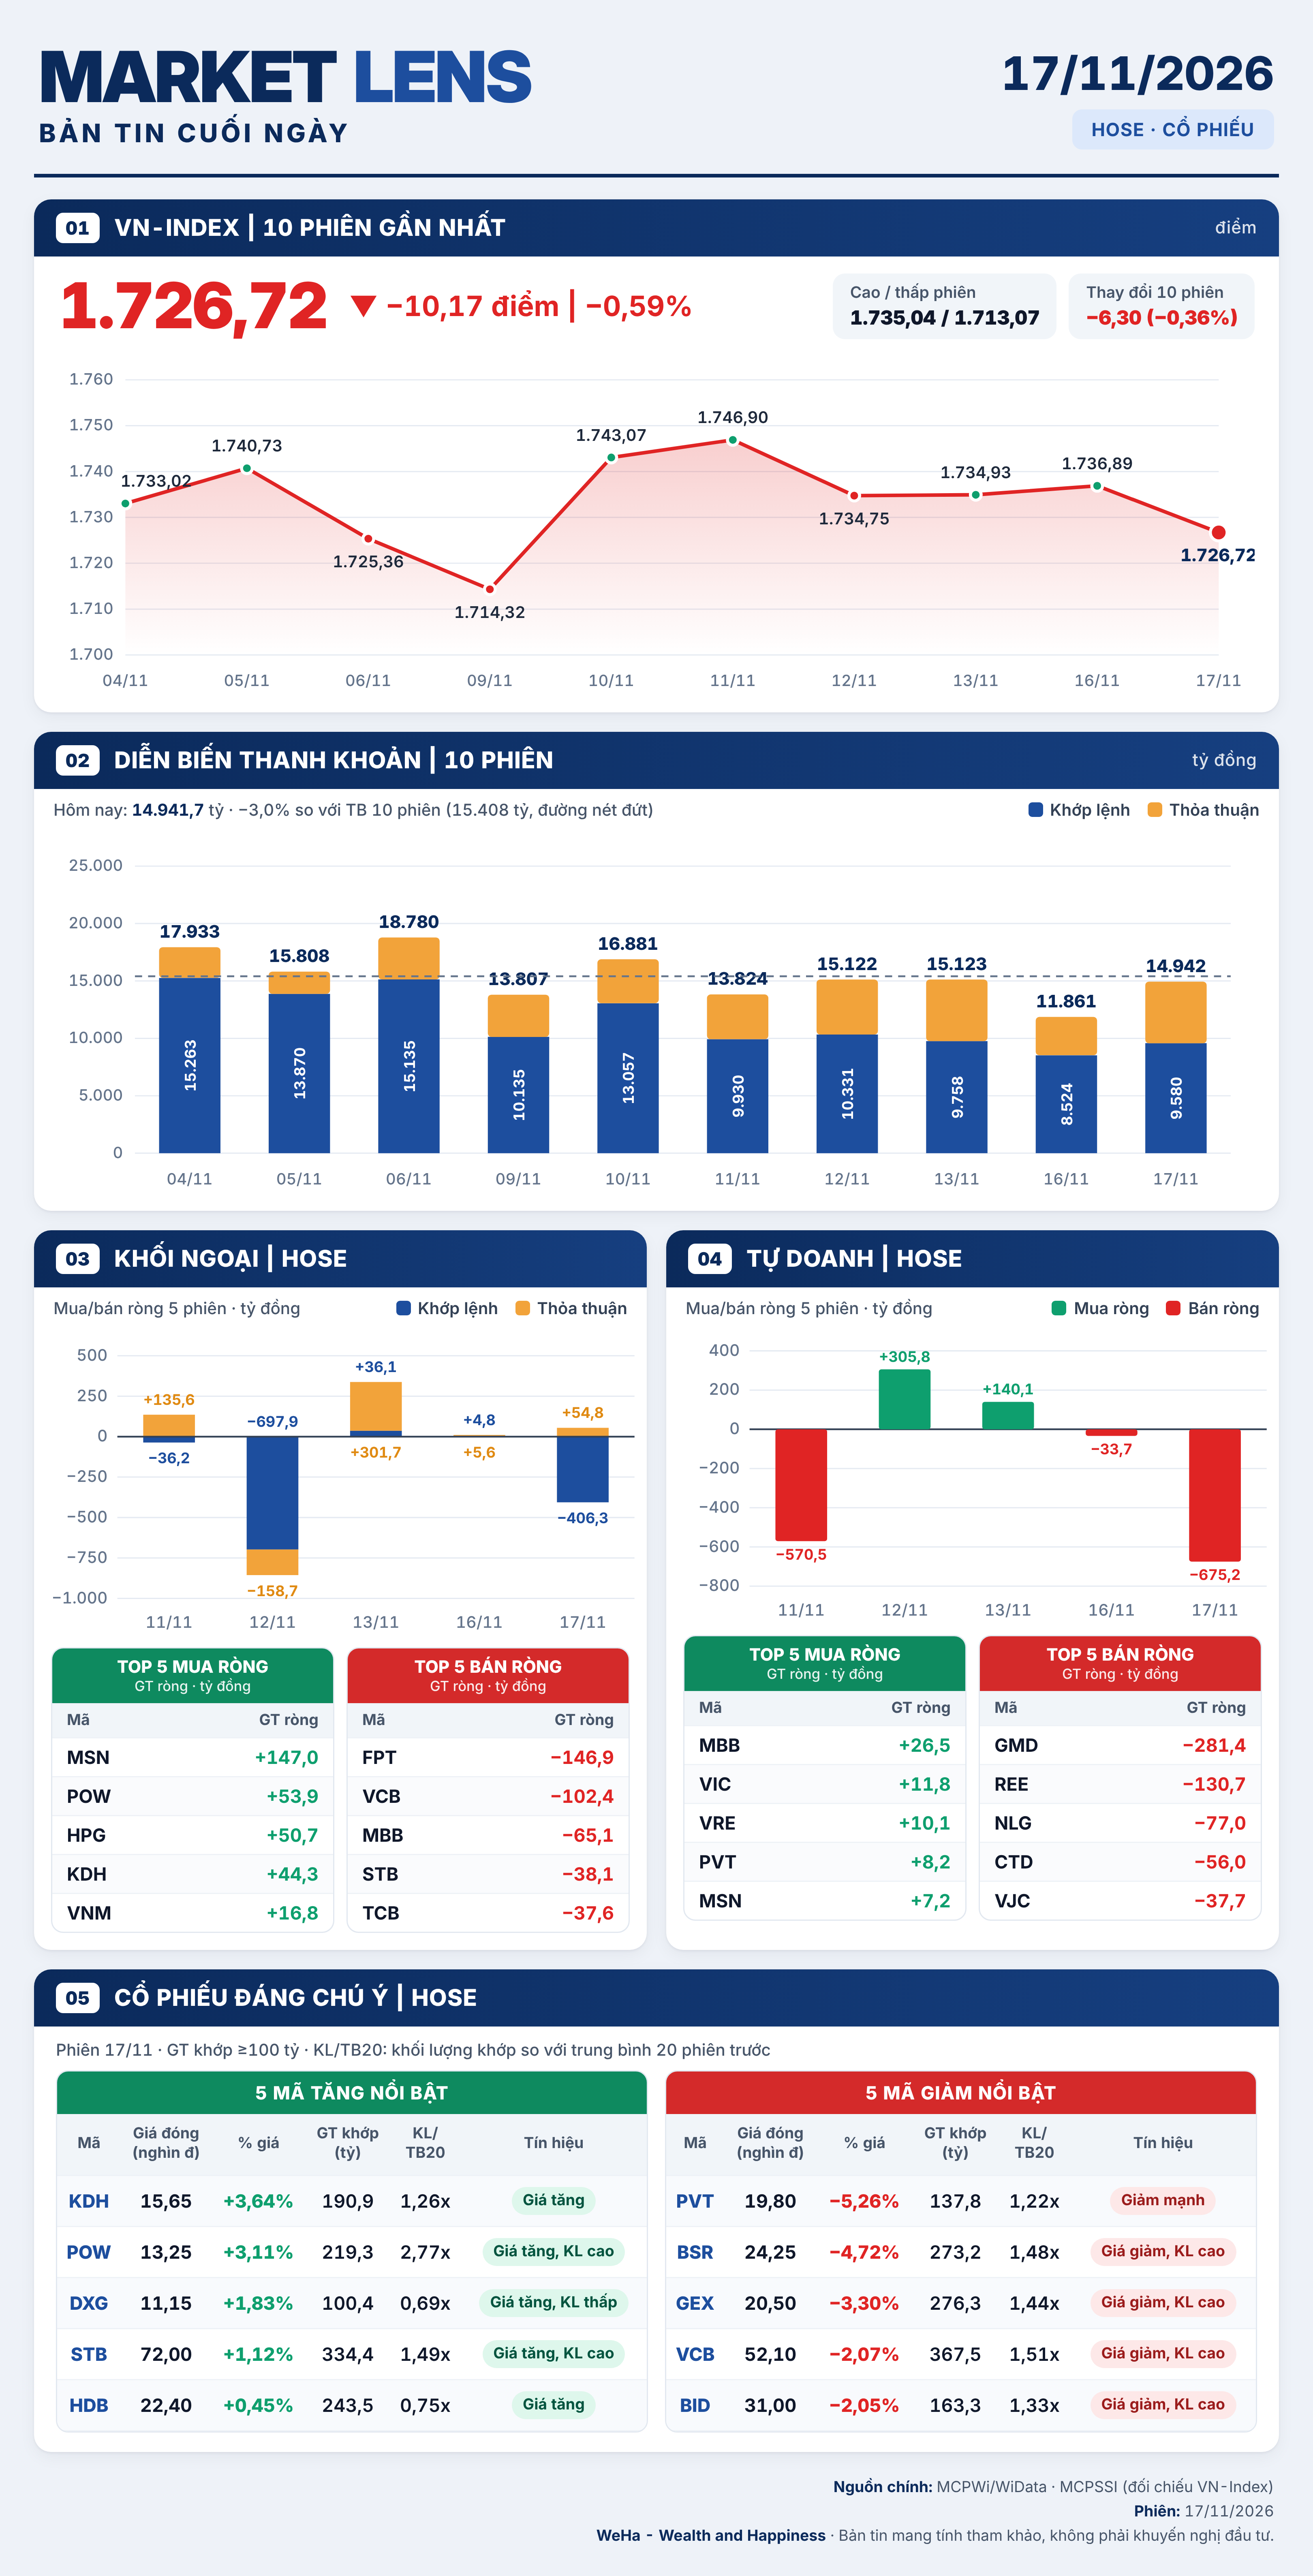 MARKET LENS
BẢN TIN CUỐI NGÀY
17/11/2026
HOSE · CỔ PHIẾU
01 VN-INDEX | 10 PHIÊN GẦN NHẤT
điểm
1.726,72 ▼ −10,17 điểm | −0,59%
Cao / thấp phiên
1.735,04 / 1.713,07
Thay đổi 10 phiên
−6,30 (−0,36%)
1.760
1.750
1.740
1.730
1.720
1.710
1.700
1.733,02
1.740,73
1.725,36
1.714,32
1.743,07
1.746,90
1.734,75
1.734,93
1.736,89
1.726,72
04/11 05/11 06/11 09/11 10/11 11/11 12/11 13/11 16/11 17/11
02 DIỄN BIẾN THANH KHOẢN | 10 PHIÊN
tỷ đồng
Hôm nay: 14.941,7 tỷ · −3,0% so với TB 10 phiên (15.408 tỷ, đường nét đứt)
Khớp lệnh Thỏa thuận
25.000
20.000
15.000
10.000
5.000
0
17.933 15.808 18.780 13.807 16.881 13.824 15.122 15.123 11.861 14.942
15.263 13.870 15.135 10.135 13.057 9.930 10.331 9.758 8.524 9.580
04/11 05/11 06/11 09/11 10/11 11/11 12/11 13/11 16/11 17/11
03 KHỐI NGOẠI | HOSE
Mua/bán ròng 5 phiên · tỷ đồng
Khớp lệnh Thỏa thuận
500
250
0
−250
−500
−750
−1.000
+135,6
−36,2
−697,9
−158,7
+36,1
+301,7
+4,8
+5,6
+54,8
−406,3
11/11 12/11 13/11 16/11 17/11
TOP 5 MUA RÒNG
GT ròng · tỷ đồng
Mã GT ròng
MSN +147,0
POW +53,9
HPG +50,7
KDH +44,3
VNM +16,8
TOP 5 BÁN RÒNG
GT ròng · tỷ đồng
Mã GT ròng
FPT −146,9
VCB −102,4
MBB −65,1
STB −38,1
TCB −37,6
04 TỰ DOANH | HOSE
Mua/bán ròng 5 phiên · tỷ đồng
Mua ròng Bán ròng
400
200
0
−200
−400
−600
−800
−570,5
+305,8
+140,1
−33,7
−675,2
11/11 12/11 13/11 16/11 17/11
TOP 5 MUA RÒNG
GT ròng · tỷ đồng
Mã GT ròng
MBB +26,5
VIC +11,8
VRE +10,1
PVT +8,2
MSN +7,2
TOP 5 BÁN RÒNG
GT ròng · tỷ đồng
Mã GT ròng
GMD −281,4
REE −130,7
NLG −77,0
CTD −56,0
VJC −37,7
05 CỔ PHIẾU ĐÁNG CHÚ Ý | HOSE
Phiên 17/11 · GT khớp ≥100 tỷ · KL/TB20: khối lượng khớp so với trung bình 20 phiên trước
5 MÃ TĂNG NỔI BẬT
Mã Giá đóng (nghìn đ) % giá GT khớp (tỷ) KL/ TB20 Tín hiệu
KDH 15,65 +3,64% 190,9 1,26x Giá tăng
POW 13,25 +3,11% 219,3 2,77x Giá tăng, KL cao
DXG 11,15 +1,83% 100,4 0,69x Giá tăng, KL thấp
STB 72,00 +1,12% 334,4 1,49x Giá tăng, KL cao
HDB 22,40 +0,45% 243,5 0,75x Giá tăng
5 MÃ GIẢM NỔI BẬT
Mã Giá đóng (nghìn đ) % giá GT khớp (tỷ) KL/ TB20 Tín hiệu
PVT 19,80 −5,26% 137,8 1,22x Giảm mạnh
BSR 24,25 −4,72% 273,2 1,48x Giá giảm, KL cao
GEX 20,50 −3,30% 276,3 1,44x Giá giảm, KL cao
VCB 52,10 −2,07% 367,5 1,51x Giá giảm, KL cao
BID 31,00 −2,05% 163,3 1,33x Giá giảm, KL cao
Nguồn chính: MCPWi/WiData · MCPSSI (đối chiếu VN-Index)
Phiên: 17/11/2026
WeHa - Wealth and Happiness · Bản tin mang tính tham khảo, không phải khuyến nghị đầu tư.